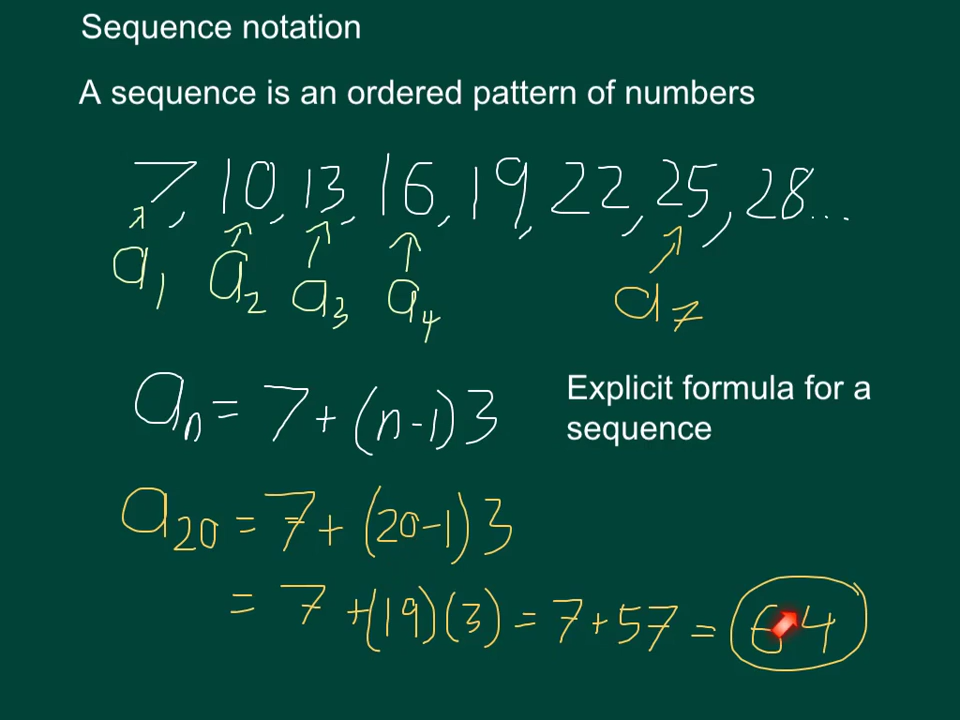 Sequence notation
A sequence is an ordered pattern of numbers
7, 10, 13, 16, 19, 22, 25, 28...
a₁ a₂ a₃ a₄ a₇
aₙ = 7 + (n-1)3
Explicit formula for a
sequence
a₂₀ = 7 + (20-1)3
= 7 + (19)(3) = 7 + 57 = 64